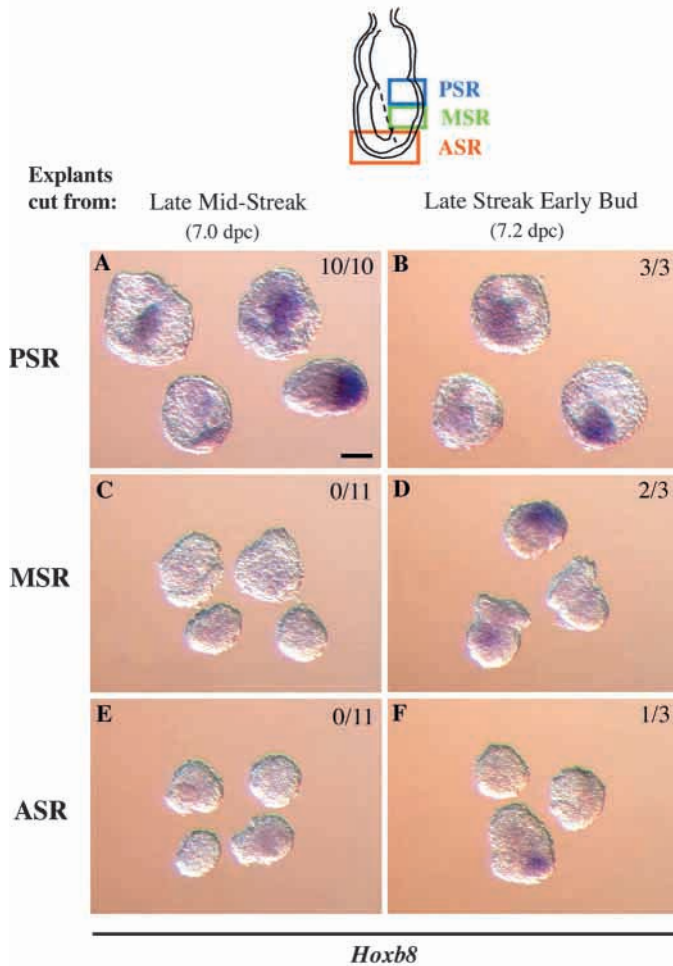 PSR
MSR
ASR
Explants
cut from:
Late Mid-Streak
(7.0 dpc)
Late Streak Early Bud
(7.2 dpc)
A
10/10
B
3/3
PSR
C
0/11
D
2/3
MSR
E
0/11
F
1/3
ASR
Hoxb8